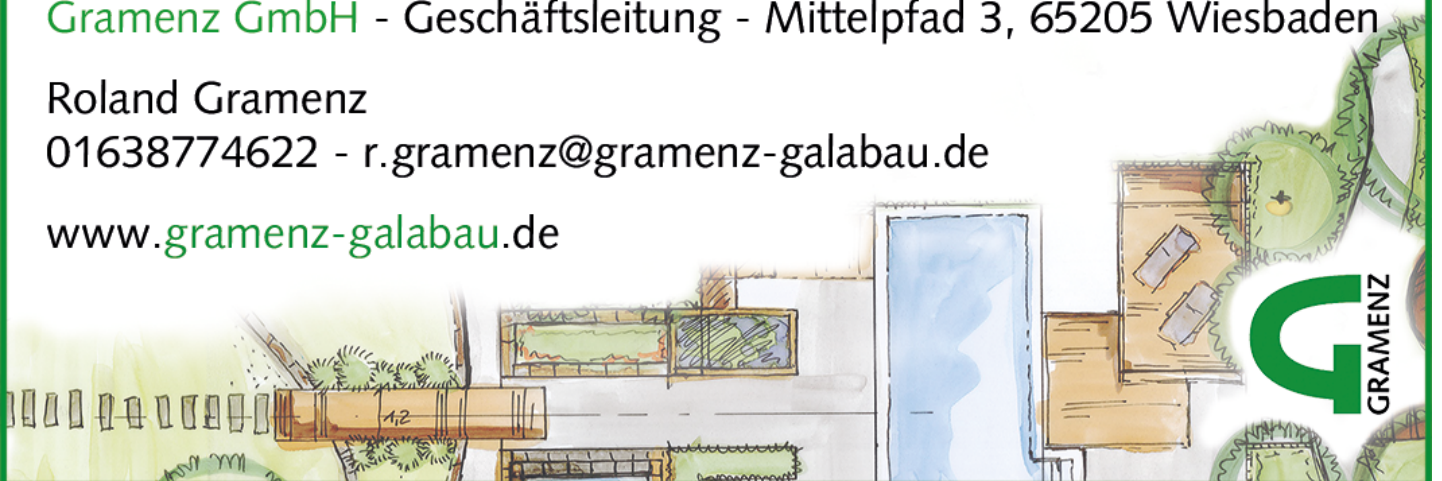 Gramenz GmbH - Geschäftsleitung - Mittelpfad 3, 65205 Wiesbaden
Roland Gramenz
01638774622 - r.gramenz@gramenz-galabau.de
www.gramenz-galabau.de
1,2
G
GRAMENZ